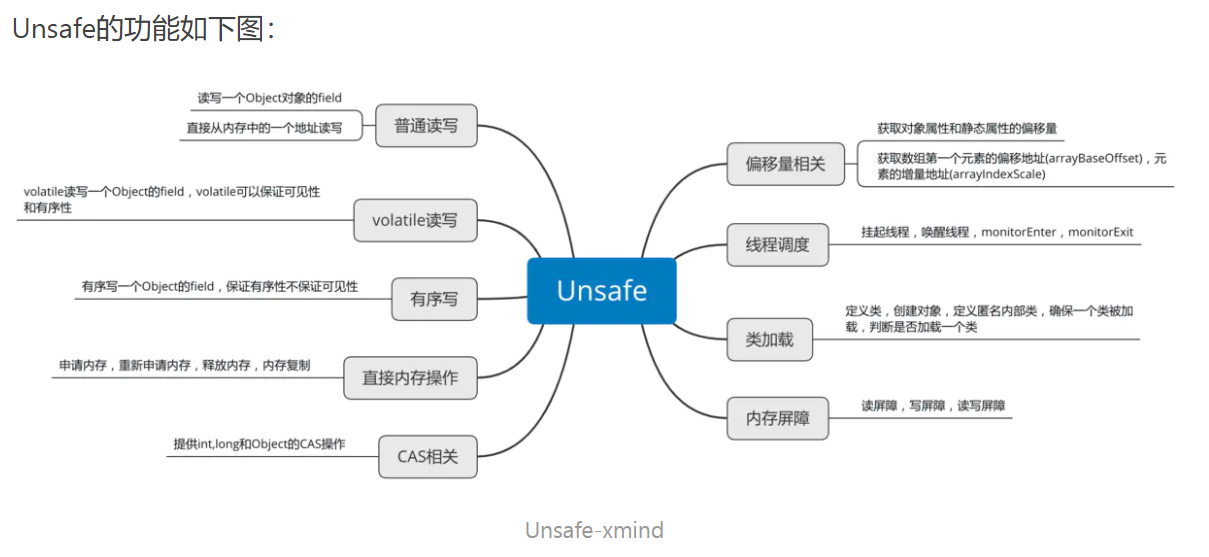 Unsafe的功能如下图：
读写一个Object对象的field
直接从内存中的一个地址读写
普通读写
volatile读写一个Object的field，volatile可以保证可见性
和有序性
volatile读写
有序写一个Object的field，保证有序性不保证可见性
有序写
申请内存，重新申请内存，释放内存，内存复制
直接内存操作
提供int,long和Object的CAS操作
CAS相关
Unsafe
偏移量相关
获取对象属性和静态属性的偏移量
获取数组第一个元素的偏移地址(arrayBaseOffset)，元
素的增量地址(arrayIndexScale)
线程调度
挂起线程，唤醒线程，monitorEnter，monitorExit
类加载
定义类，创建对象，定义匿名内部类，确保一个类被加
载，判断是否加载一个类
内存屏障
读屏障，写屏障，读写屏障
Unsafe-xmind